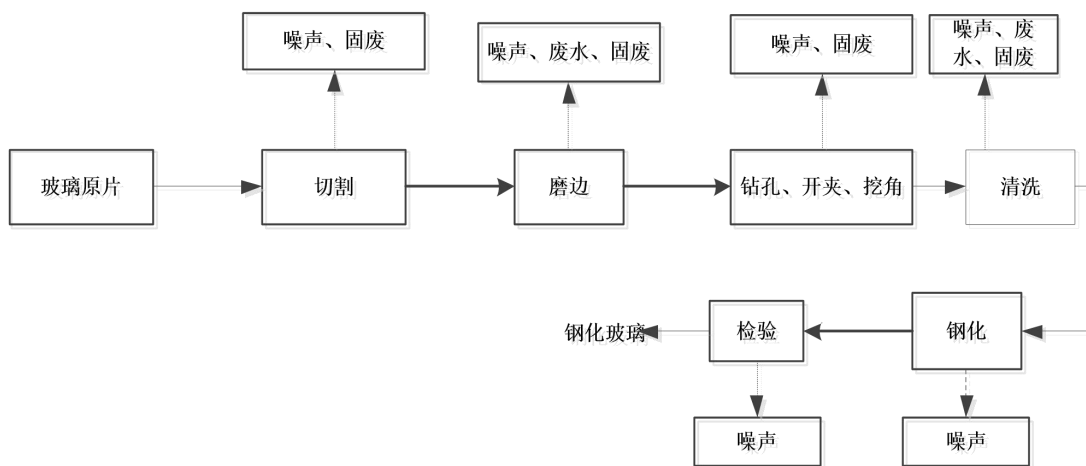 噪声、固废
噪声、废水、固废
噪声、固废
噪声、废
水、固废
玻璃原片
切割
磨边
钻孔、开夹、挖角
清洗
钢化玻璃
检验
钢化
噪声
噪声